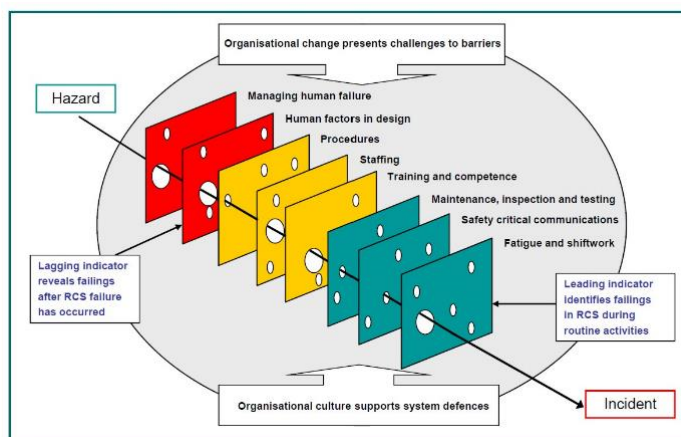 Organisational change presents challenges to barriers
Hazard
Managing human failure
Human factors in design
Procedures
Staffing
Training and competence
Maintenance, inspection and testing
Safety critical communications
Fatigue and shiftwork
Lagging indicator
reveals failings
after RCS failure
has occurred
Leading indicator
identifies failings
in RCS during
routine activities
Organisational culture supports system defences
Incident